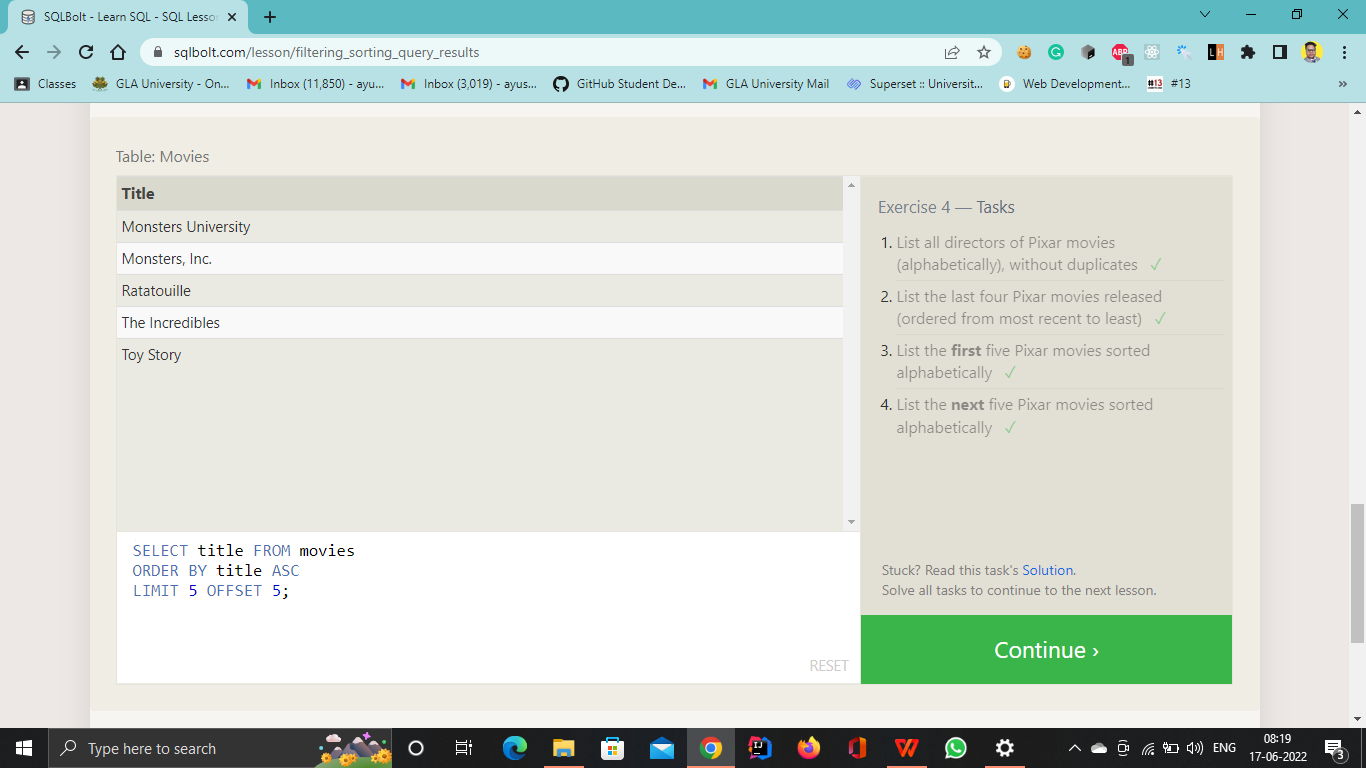 SQLBolt - Learn SQL - SQL Lesson
sqlbolt.com/lesson/filtering_sorting_query_results
ABP
1
L H
Classes
GLA University - On...
Inbox (11,850) - ayu...
Inbox (3,019) - ayus...
GitHub Student De...
GLA University Mail
Superset :: Universit...
Web Development...
#13
#13
»
Table: Movies
Title
Monsters University
Monsters, Inc.
Ratatouille
The Incredibles
Toy Story
SELECT title FROM movies
ORDER BY title ASC
LIMIT 5 OFFSET 5;
RESET
Exercise 4 — Tasks
1. List all directors of Pixar movies
(alphabetically), without duplicates ✓
2. List the last four Pixar movies released
(ordered from most recent to least) ✓
3. List the first five Pixar movies sorted
alphabetically ✓
4. List the next five Pixar movies sorted
alphabetically ✓
Stuck? Read this task's Solution.
Solve all tasks to continue to the next lesson.
Continue ›
Type here to search
IJ
ENG
08:19
17-06-2022
3